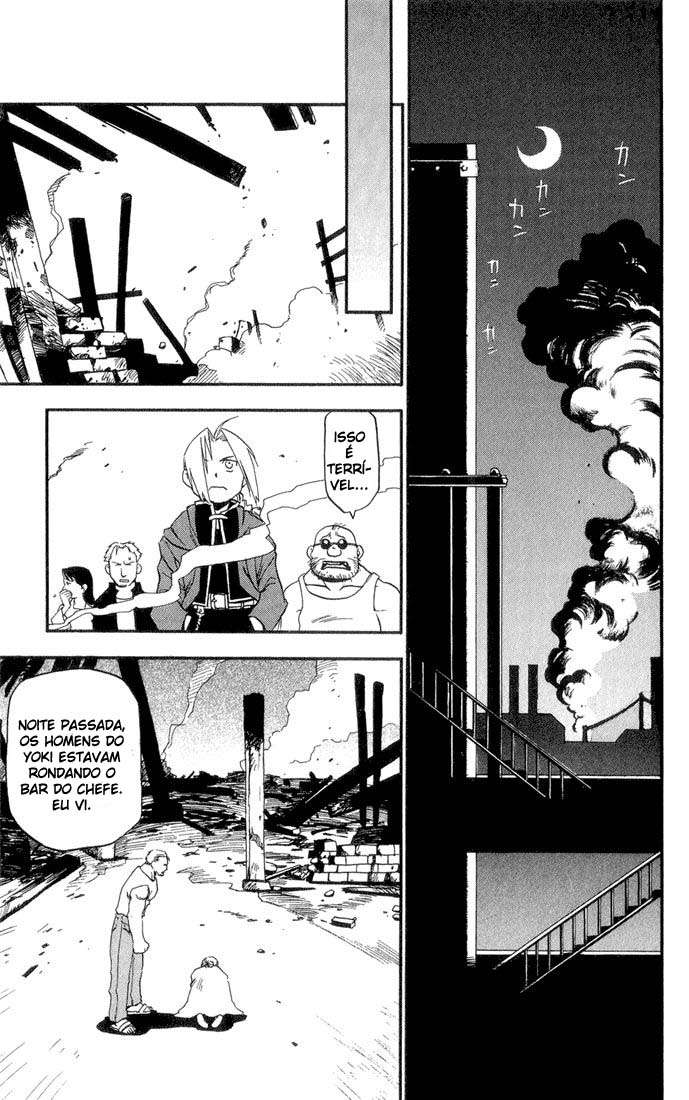 カン
カン
カン
カン
カン
ISSO
É
TERRÍ-
VEL...
NOITE PASSADA,
OS HOMENS DO
YOKI ESTAVAM
RONDANDO O
BAR DO CHEFE.
EU VI.